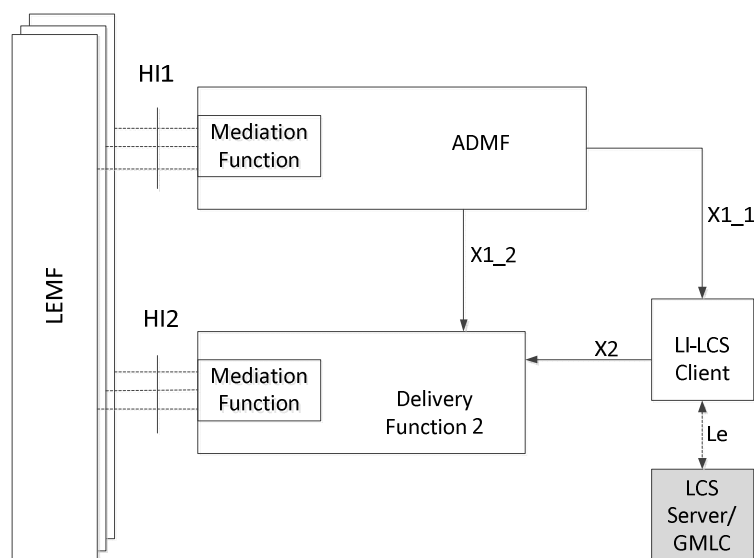 HI1
Mediation
Function
ADMF
X1_1
X1_2
LEMF
HI2
Mediation
Function
Delivery
Function 2
X2
LI-LCS
Client
Le
LCS
Server/
GMLC